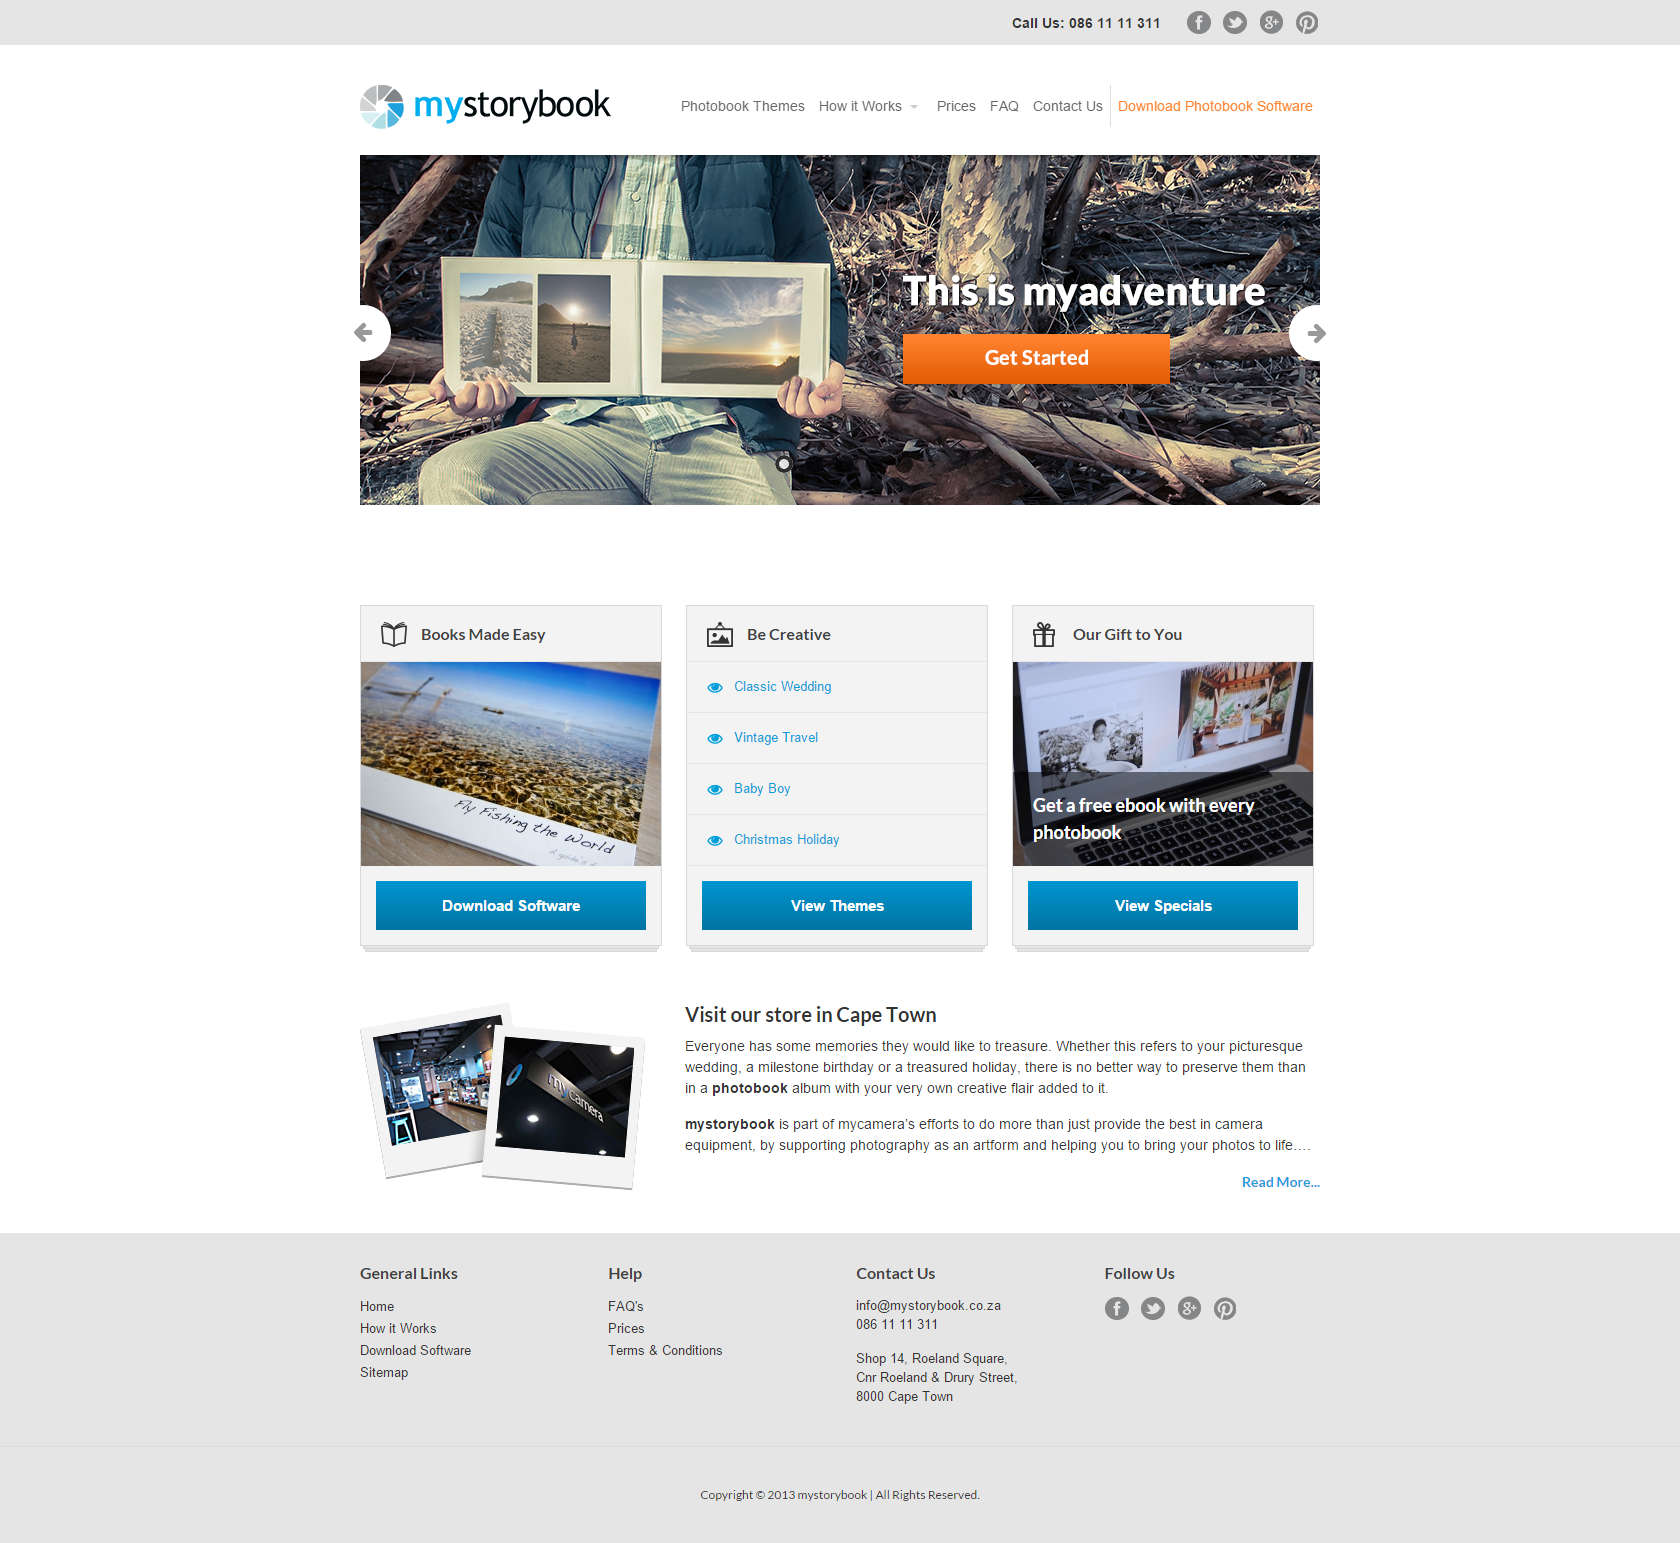 Call Us: 086 11 11 311
mystorybook
Photobook Themes How it Works Prices FAQ Contact Us Download Photobook Software
This is myadventure
Get Started
Books Made Easy
Fly Fishing the World
Download Software
Be Creative
Classic Wedding
Vintage Travel
Baby Boy
Christmas Holiday
View Themes
Our Gift to You
Get a free ebook with every
photobook
View Specials
mycamera
Visit our store in Cape Town
Everyone has some memories they would like to treasure. Whether this refers to your picturesque
wedding, a milestone birthday or a treasured holiday, there is no better way to preserve them than
in a photobook album with your very own creative flair added to it.
mystorybook is part of mycamera’s efforts to do more than just provide the best in camera
equipment, by supporting photography as an artform and helping you to bring your photos to life….
Read More...
General Links
Home
How it Works
Download Software
Sitemap
Help
FAQ's
Prices
Terms & Conditions
Contact Us
info@mystorybook.co.za
086 11 11 311
Shop 14, Roeland Square,
Cnr Roeland & Drury Street,
8000 Cape Town
Follow Us
Copyright © 2013 mystorybook | All Rights Reserved.